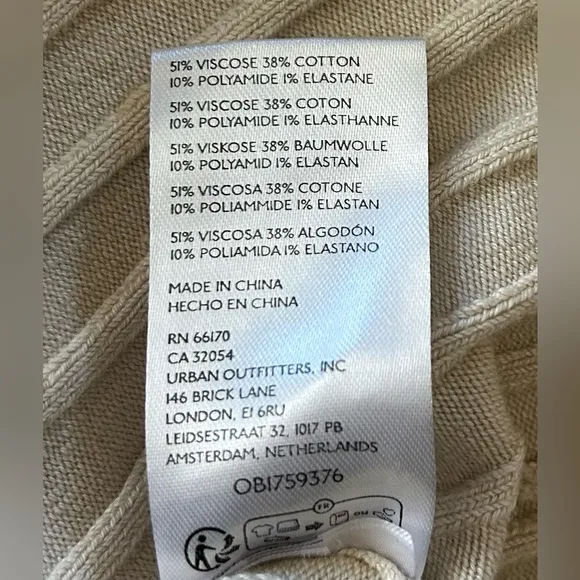 51% VISCOSE 38% COTTON
10% POLYAMIDE 1% ELASTANE
51% VISCOSE 38% COTON
10% POLYAMIDE 1% ELASTHANNE
51% VISKOSE 38% BAUMWOLLE
10% POLYAMID 1% ELASTAN
51% VISCOSA 38% COTONE
10% POLIAMMIDE 1% ELASTAN
51% VISCOSA 38% ALGODÓN
10% POLIAMIDA 1% ELASTANO
MADE IN CHINA
HECHO EN CHINA
RN 66170
CA 32054
URBAN OUTFITTERS, INC
146 BRICK LANE
LONDON, E1 6RU
LEIDSESTRAAT 32, 1017 PB
AMSTERDAM, NETHERLANDS
OB1759376
FR
OU